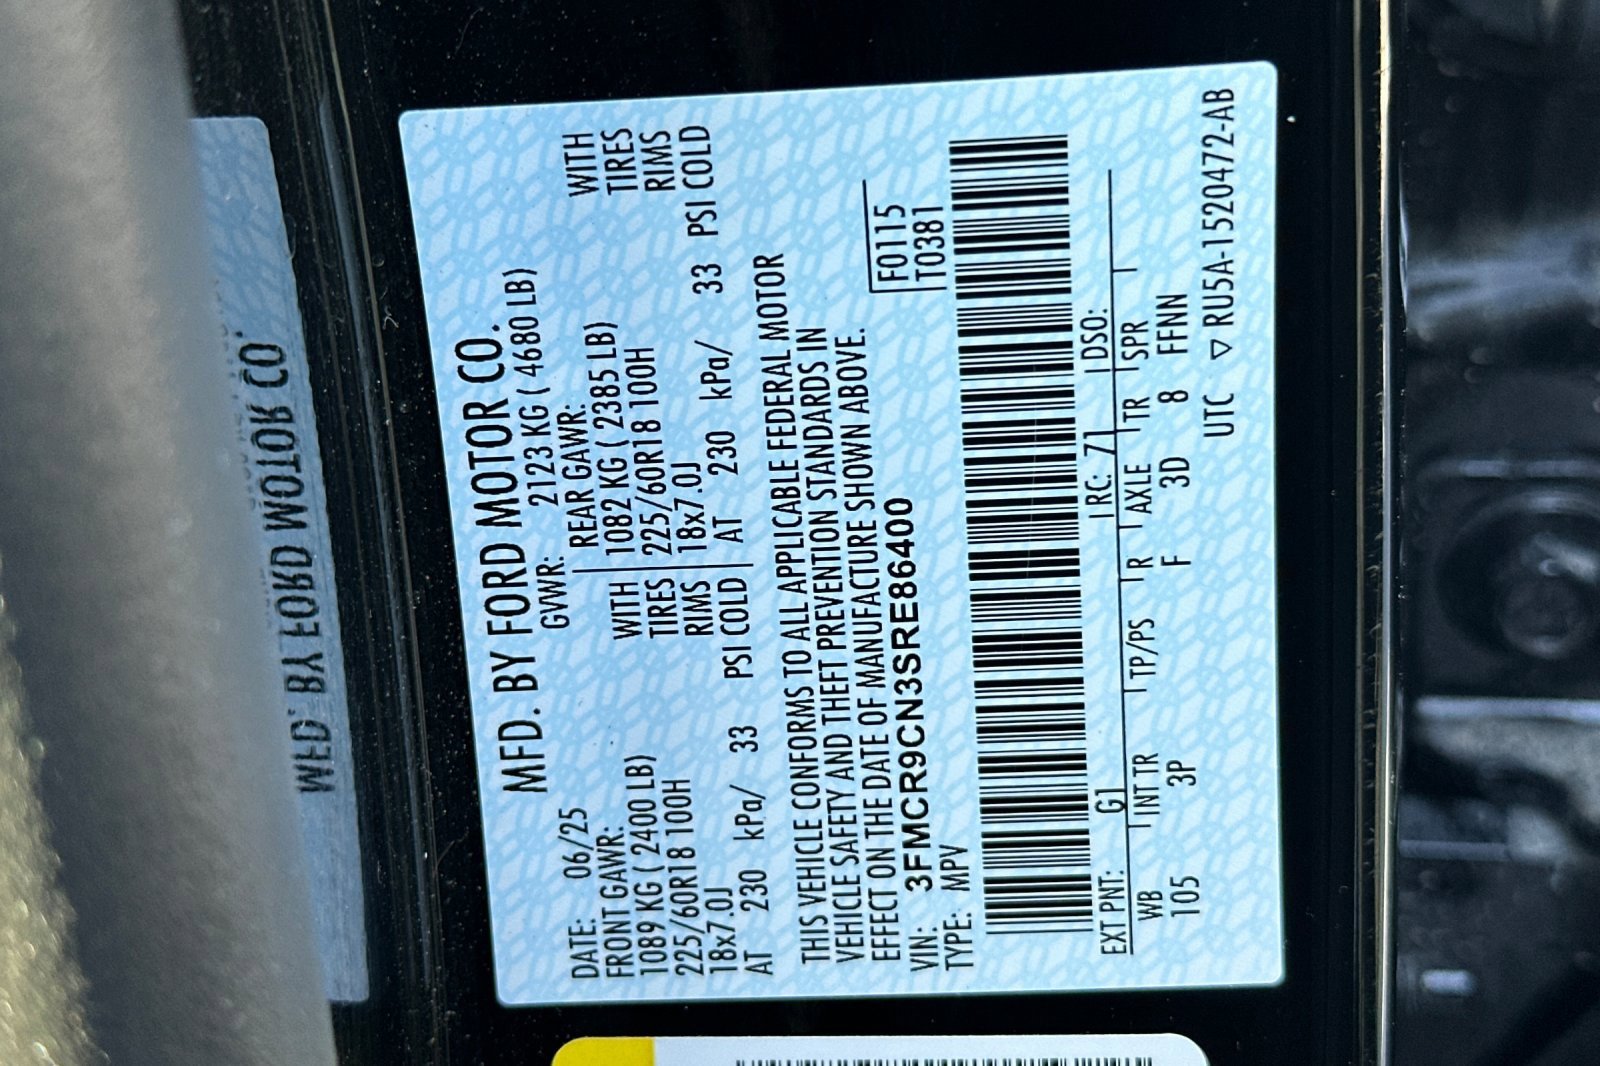 MFD. BY FORD MOTOR CO.
DATE: 06/25 GVWR: 2123 KG ( 4680 LB)
FRONT GAWR: REAR GAWR:
1089 KG ( 2400 LB) WITH 1082 KG ( 2385 LB) WITH
225/60R18 100H TIRES 225/60R18 100H TIRES
18x7.0J RIMS 18x7.0J RIMS
AT 230 kPa/ 33 PSI COLD AT 230 kPa/ 33 PSI COLD
THIS VEHICLE CONFORMS TO ALL APPLICABLE FEDERAL MOTOR
VEHICLE SAFETY AND THEFT PREVENTION STANDARDS IN
EFFECT ON THE DATE OF MANUFACTURE SHOWN ABOVE.
VIN: 3FMCR9CN3SRE86400 F0115
TYPE: MPV T0381
EXT PNT: G1 RC: 71 DSO:
WB INT TR TP/PS R AXLE TR SPR
105 3P F 3D 8 FFNN
UTC ▽ RU5A-1520472-AB
MFD. BY FORD MOTOR CO.